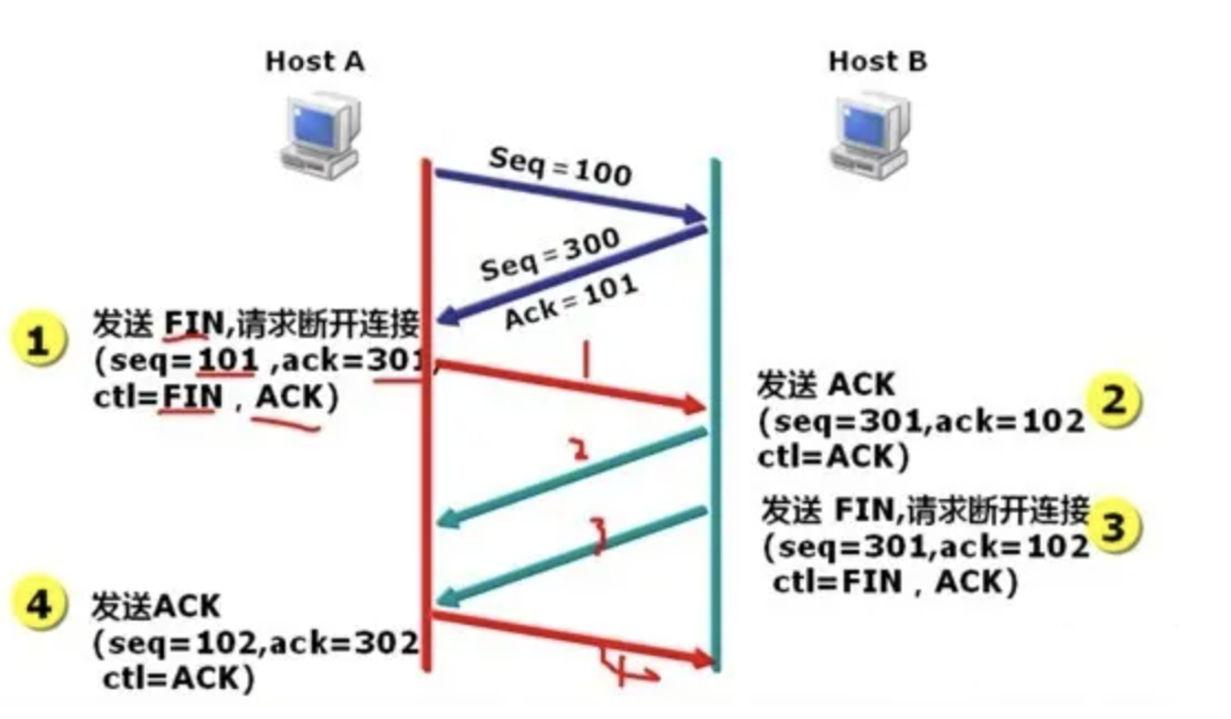 Host A
Host B
Seq=100
Seq=300
Ack=101
1
发送 FIN,请求断开连接
(seq=101 ,ack=301,
ctl=FIN , ACK)
1
发送 ACK
2
(seq=301,ack=102
ctl=ACK)
2
发送 FIN,请求断开连接
3
(seq=301,ack=102
ctl=FIN , ACK)
3
4
发送ACK
(seq=102,ack=302
ctl=ACK)
4